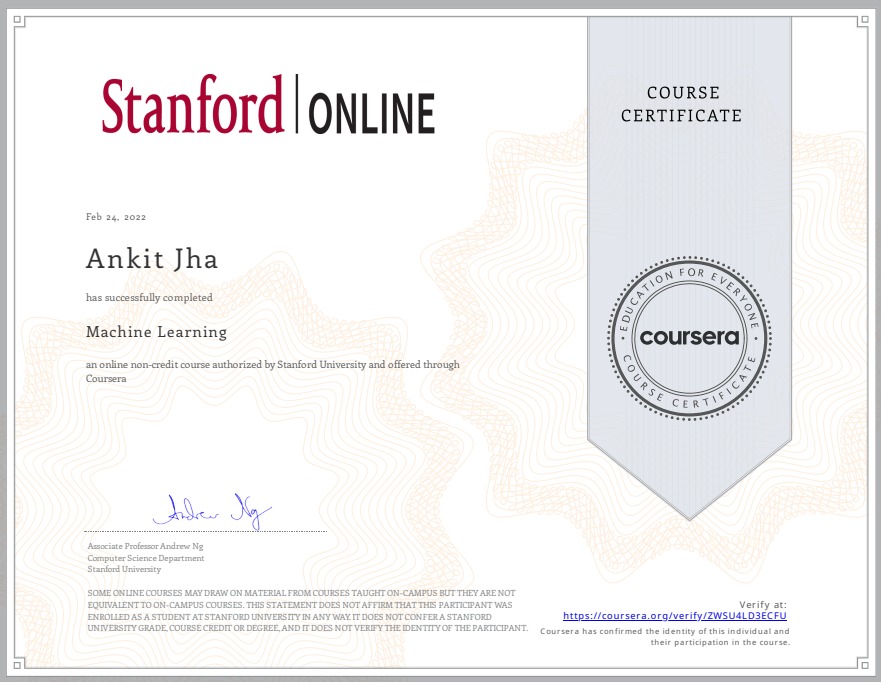 Stanford | ONLINE
COURSE
CERTIFICATE
Feb 24, 2022
Ankit Jha
has successfully completed
Machine Learning
an online non-credit course authorized by Stanford University and offered through
Coursera
EDUCATION FOR EVERYONE
coursera
COURSE CERTIFICATE
Andrew Ng
Associate Professor Andrew Ng
Computer Science Department
Stanford University
SOME ONLINE COURSES MAY DRAW ON MATERIAL FROM COURSES TAUGHT ON-CAMPUS BUT THEY ARE NOT
EQUIVALENT TO ON-CAMPUS COURSES. THIS STATEMENT DOES NOT AFFIRM THAT THIS PARTICIPANT WAS
ENROLLED AS A STUDENT AT STANFORD UNIVERSITY IN ANY WAY. IT DOES NOT CONFER A STANFORD
UNIVERSITY GRADE, COURSE CREDIT OR DEGREE, AND IT DOES NOT VERIFY THE IDENTITY OF THE PARTICIPANT.
Verify at:
https://coursera.org/verify/ZWSU4LD3ECFU
Coursera has confirmed the identity of this individual and
their participation in the course.